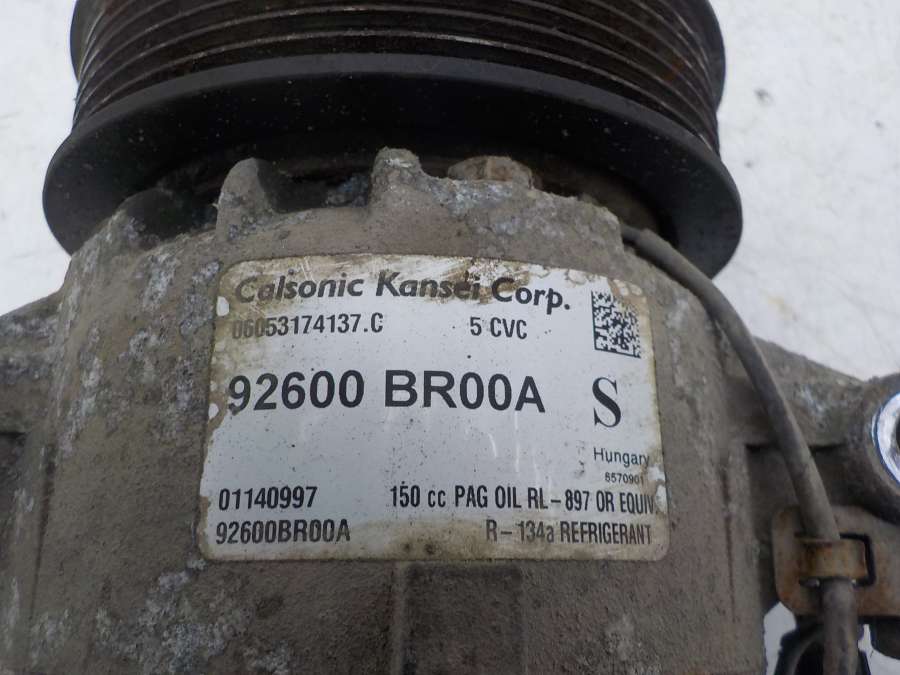 Calsonic Kansei Corp.
06053174137.C 5 CVC
92600 BR00A S
Hungary
8570901
01140997 150 cc PAG OIL RL-897 OR EQUIV.
92600BR00A R-134a REFRIGERANT